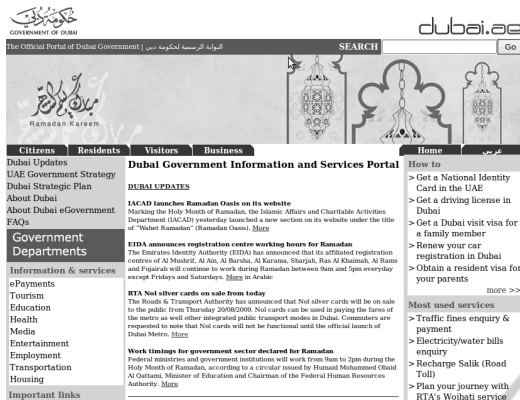 حكومة دبي
GOVERNMENT OF DUBAI
dubai.ae
The Official Portal of Dubai Government | البوابة الرسمية لحكومة دبي
SEARCH
Go
Ramadan Kareem
Citizens
Residents
Visitors
Business
Home
عربي
Dubai Updates
UAE Government Strategy
Dubai Strategic Plan
About Dubai
About Dubai eGovernment
FAQs
Government
Departments
Information & services
ePayments
Tourism
Education
Health
Media
Entertainment
Employment
Transportation
Housing
Important links
Dubai Government Information and Services Portal
DUBAI UPDATES
IACAD launches Ramadan Oasis on its website
Marking the Holy Month of Ramadan, the Islamic Affairs and Charitable Activities
Department (IACAD) yesterday launched a new section on its website under the title
of "Wahet Ramadan" (Ramadan Oasis). More
EIDA announces registration centre working hours for Ramadan
The Emirates Identity Authority (EIDA) has announced that its affiliated registration
centres of Al Mushrif, Al Ain, Al Barsha, Al Karama, Sharjah, Ras Al Khaimah, Al Rams
and Fujairah will continue to work during Ramadan between 9am and 5pm everyday
except Fridays and Saturdays. More in Arabic
RTA Nol silver cards on sale from today
The Roads & Transport Authority has announced that Nol silver cards will be on sale
to the public from Thursday 20/08/2009. Nol cards can be used in paying the fares of
the metro as well other integrated public transport modes in Dubai. Commuters are
requested to note that Nol cards will not be functional until the official launch of
Dubai Metro. More
Work timings for government sector declared for Ramadan
Federal ministries and government institutions will work from 9am to 2pm during the
Holy Month of Ramadan, according to a circular issued by Humaid Mohammed Obaid
Al Qattami, Minister of Education and Chairman of the Federal Human Resources
Authority. More
How to
> Get a National Identity
Card in the UAE
> Get a driving license in
Dubai
> Get a Dubai visit visa for
a family member
> Renew your car
registration in Dubai
> Obtain a resident visa for
your parents
more >>
Most used services
> Traffic fines enquiry &
payment
> Electricity/water bills
enquiry
> Recharge Salik (Road
Toll)
> Plan your journey with
RTA's Wojhati service